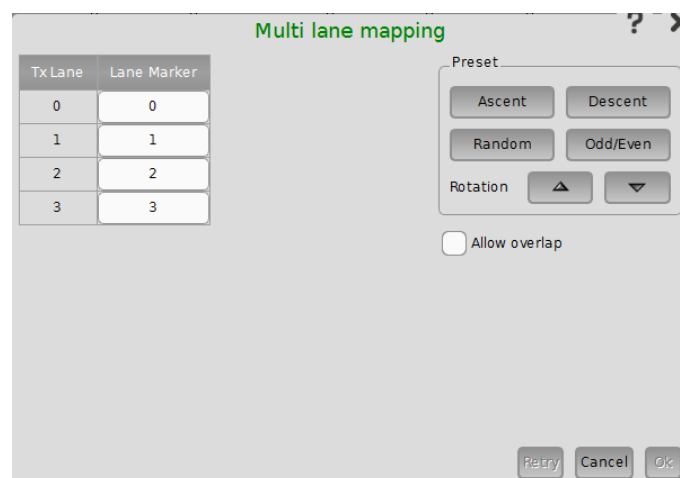 Multi lane mapping ?
Tx Lane Lane Marker
0 0
1 1
2 2
3 3
Preset
Ascent Descent
Random Odd/Even
Rotation
Allow overlap
Retry Cancel Ok